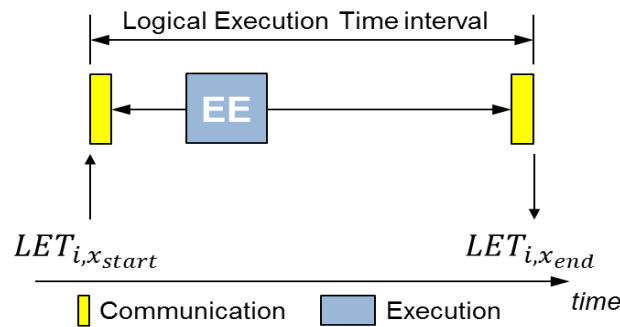 Logical Execution Time interval
EE
LET_{i,x_{start}} LET_{i,x_{end}}
time
Communication Execution